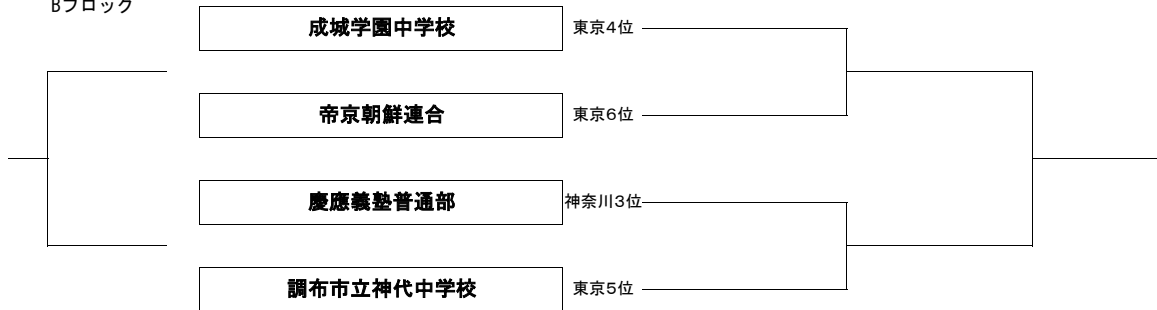 Bブロック
成城学園中学校 東京4位
帝京朝鮮連合 東京6位
慶應義塾普通部 神奈川3位
調布市立神代中学校 東京5位